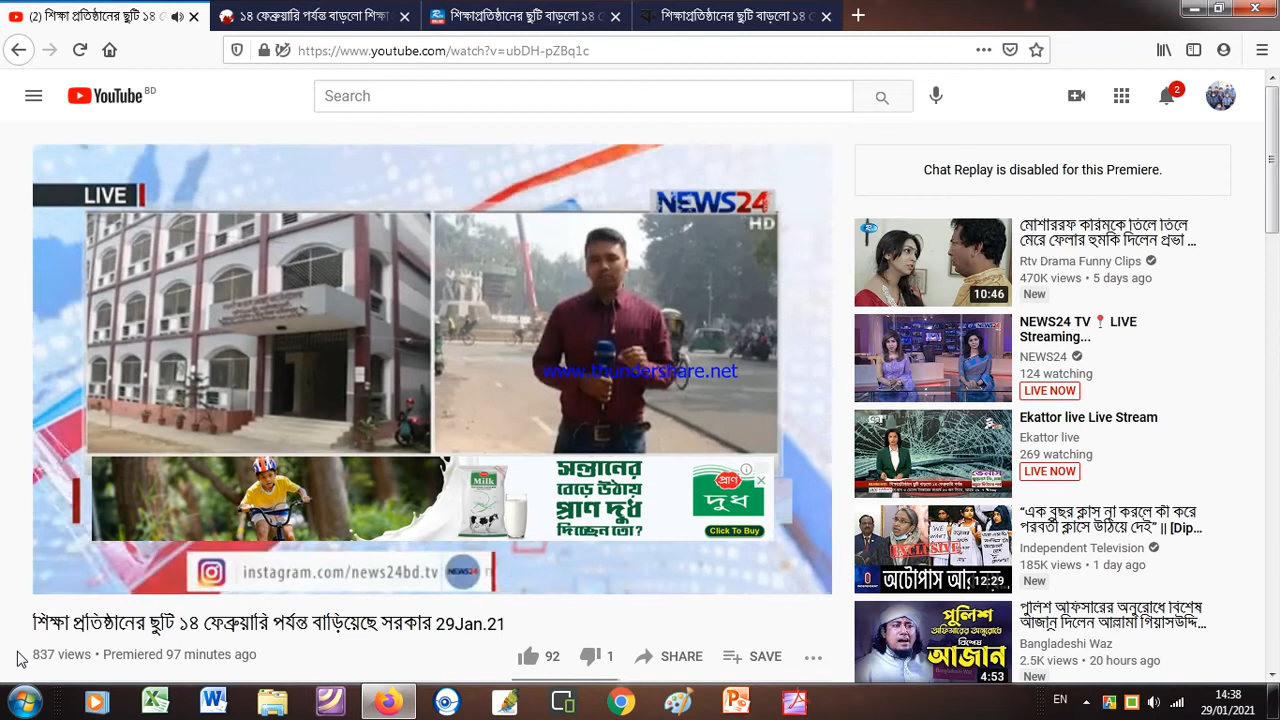 (2) শিক্ষা প্রতিষ্ঠানের ছুটি ১৪ ৫
১৪ ফেব্রুয়ারি পর্যন্ত বাড়লো শিক্ষা
শিক্ষাপ্রতিষ্ঠানের ছুটি বাড়লো ১৪
শিক্ষাপ্রতিষ্ঠানের ছুটি বাড়লো ১৪
https://www.youtube.com/watch?v=ubDH-pZBq1c
YouTube BD
Search
2
LIVE
NEWS24
HD
www.thundershare.net
Milk
সন্তানের
বেড়ে উঠায়
প্রাণ দুধ
দিচ্ছেন তো?
প্রাণ
দুধ
Click To Buy
instagram.com/news24bd.tv
NEWS24
শিক্ষা প্রতিষ্ঠানের ছুটি ১৪ ফেব্রুয়ারি পর্যন্ত বাড়িয়েছে সরকার 29Jan.21
837 views • Premiered 97 minutes ago
92
1
SHARE
SAVE
Chat Replay is disabled for this Premiere.
মোশাররফ করিমকে তিলে তিলে
মেরে ফেলার হুমকি দিলেন প্রভা ...
Rtv Drama Funny Clips
470K views • 5 days ago
New
10:46
NEWS24 TV 📍 LIVE
Streaming...
NEWS24
124 watching
LIVE NOW
Ekattor live Live Stream
Ekattor live
269 watching
LIVE NOW
“এক বছর ক্লাস না করলে কী করে
পরবর্তী ক্লাসে উঠিয়ে দেই” || [Dip...
Independent Television
185K views • 1 day ago
New
EXCLUSIVE
অটোপাস আর
12:29
পুলিশ অফিসারের অনুরোধে বিশেষ
আজান দিলেন আল্লামা গিয়াসউদ্দি...
Bangladeshi Waz
2.5K views • 20 hours ago
New
পুলিশ
অফিসারের অনুরোধে
বিশেষ
আজান
4:53
EN
14:38
29/01/2021